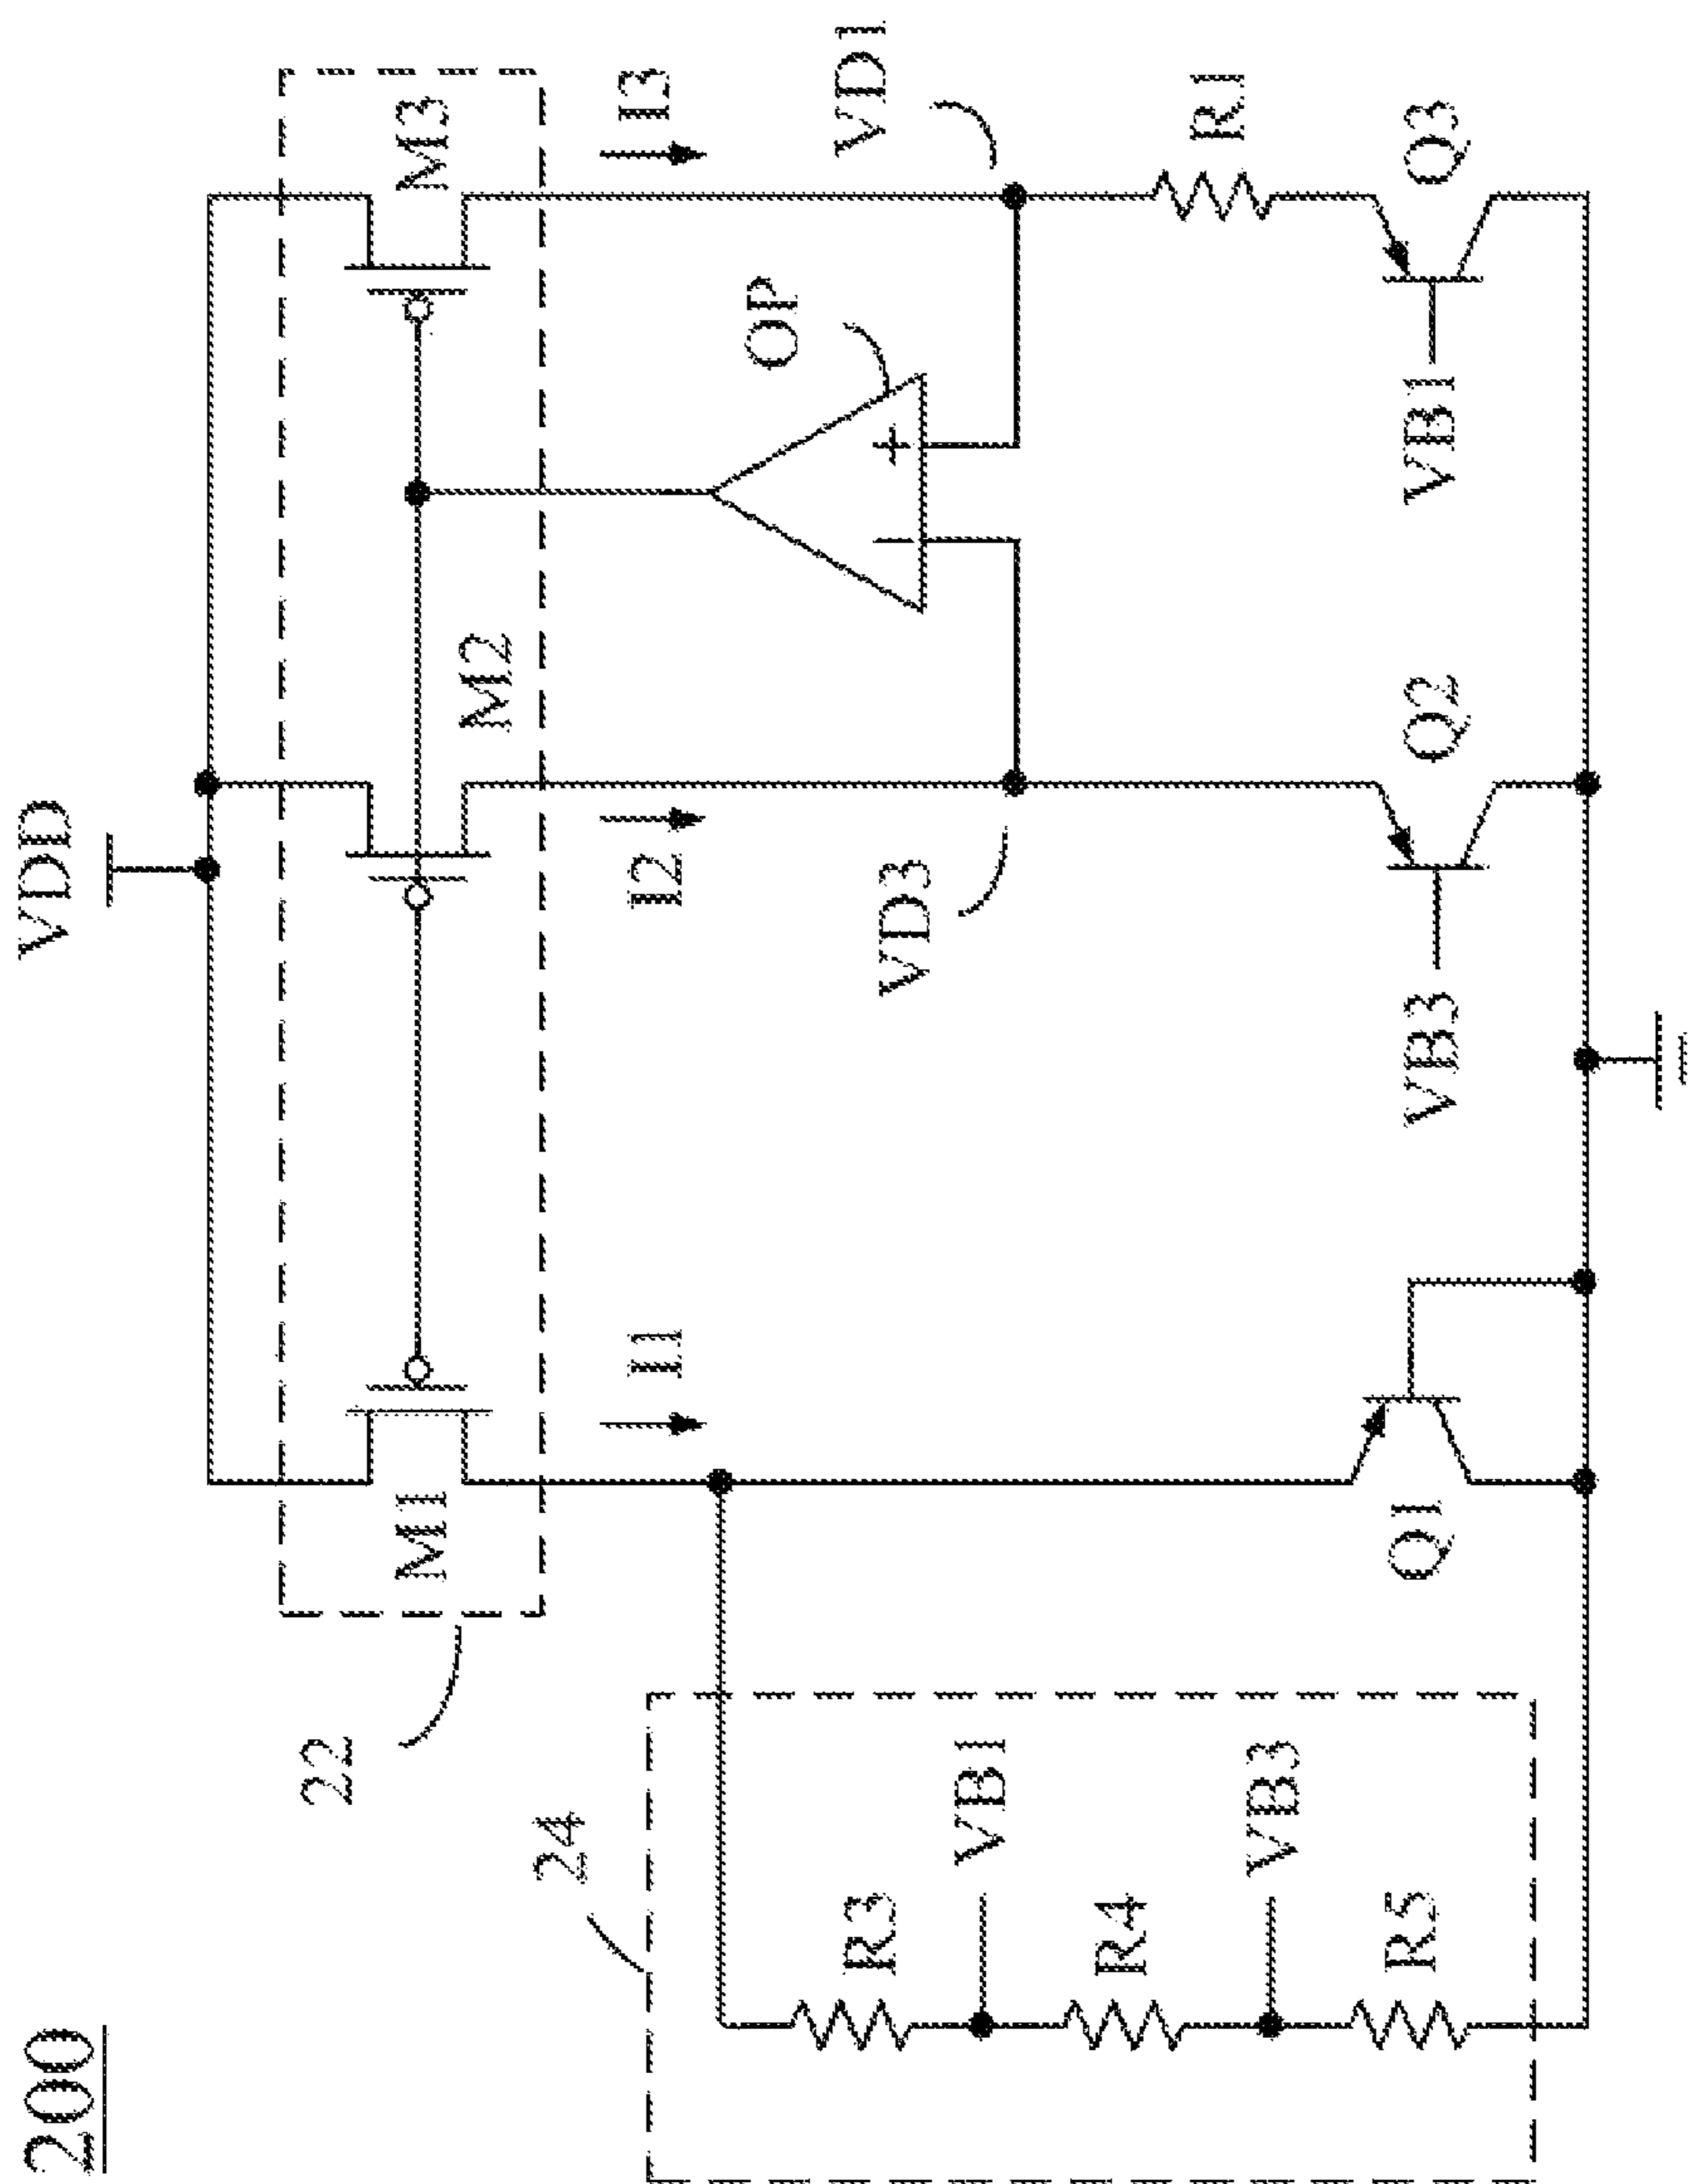 200
VDD
22
M1
M2
M3
I1
I2
I3
OP
+
−
VD3
VD1
24
R3
VB1
R4
VB3
R5
Q1
VB3
Q2
VB1
Q3
R1